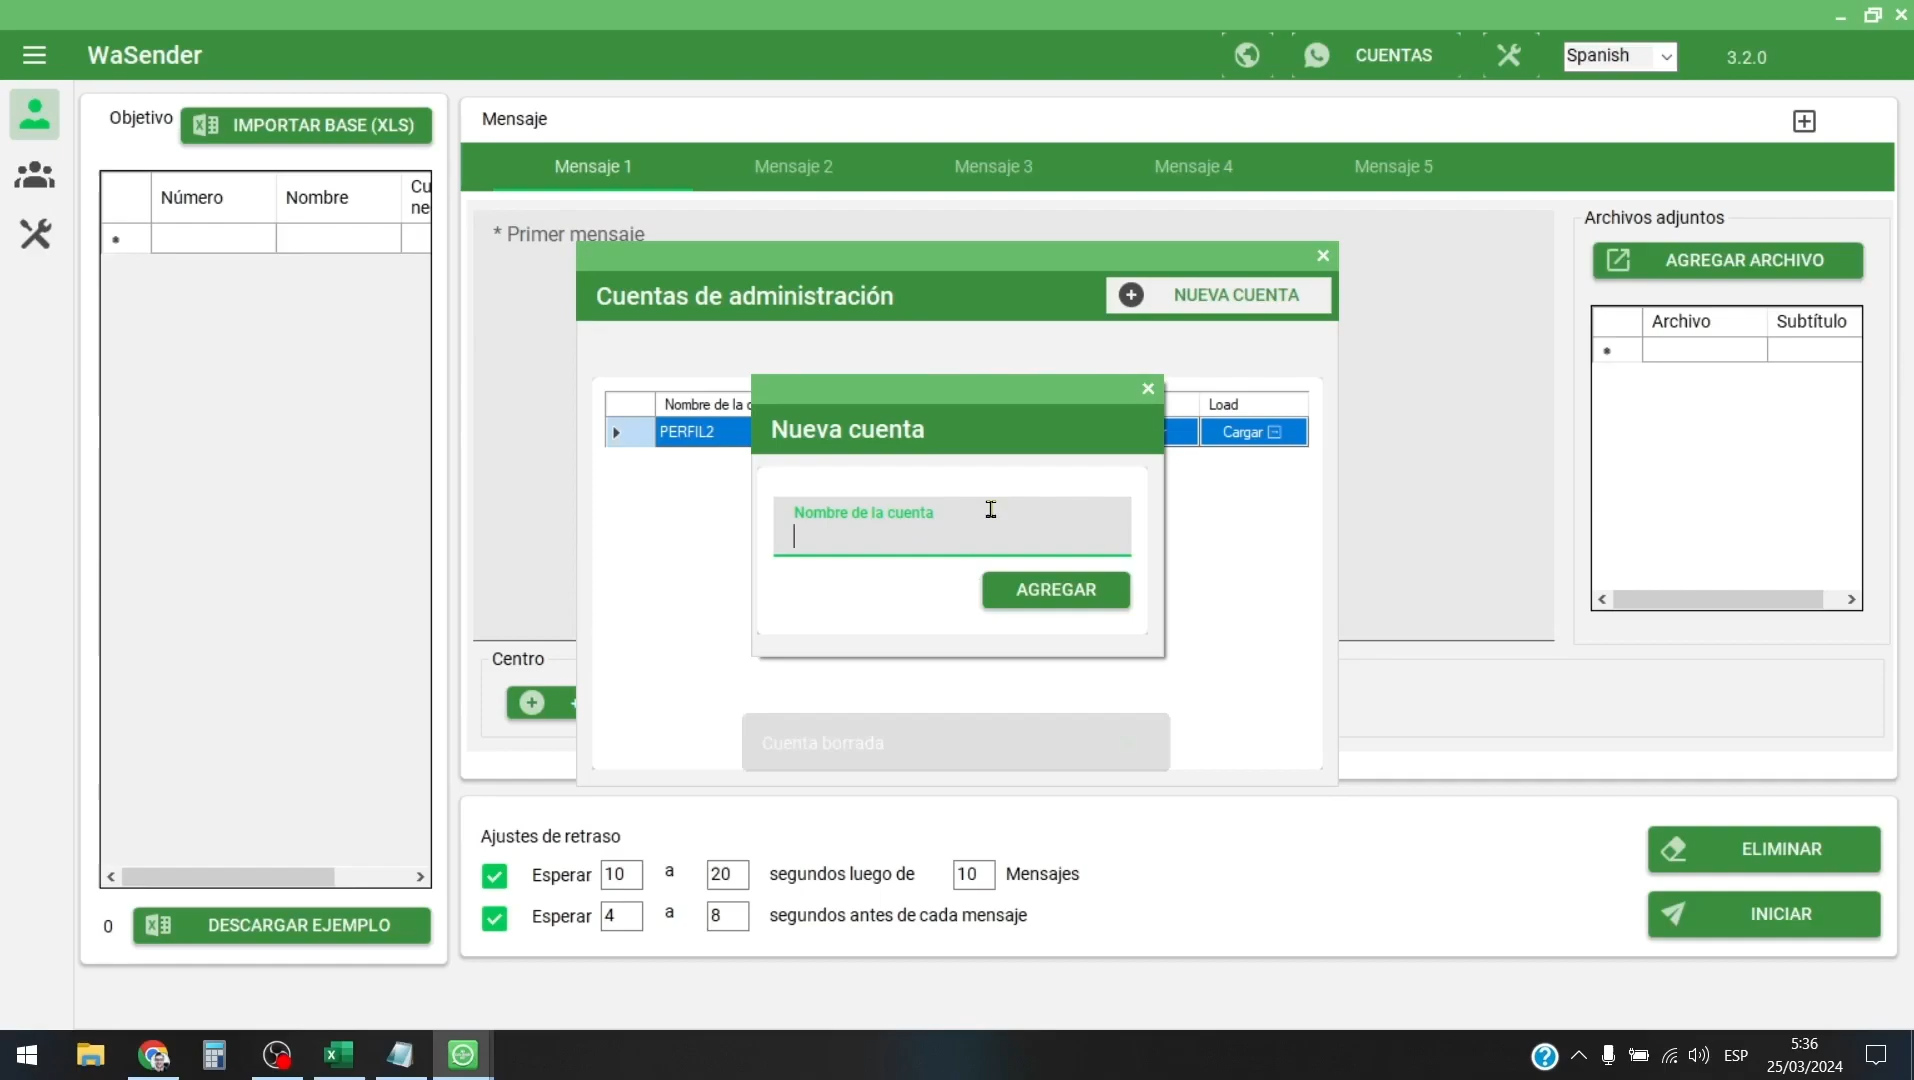 WaSender
CUENTAS
Spanish
3.2.0
Objetivo
IMPORTAR BASE (XLS)
Número
Nombre
Cu
ne
0
DESCARGAR EJEMPLO
Mensaje
Mensaje 1
Mensaje 2
Mensaje 3
Mensaje 4
Mensaje 5
* Primer mensaje
Archivos adjuntos
AGREGAR ARCHIVO
Archivo
Subtítulo
Cuentas de administración
NUEVA CUENTA
Nombre de la c
Load
PERFIL2
Cargar
Nueva cuenta
Nombre de la cuenta
AGREGAR
Cuenta borrada
Centro
Ajustes de retraso
Esperar 10 a 20 segundos luego de 10 Mensajes
Esperar 4 a 8 segundos antes de cada mensaje
ELIMINAR
INICIAR
ESP
5:36
25/03/2024